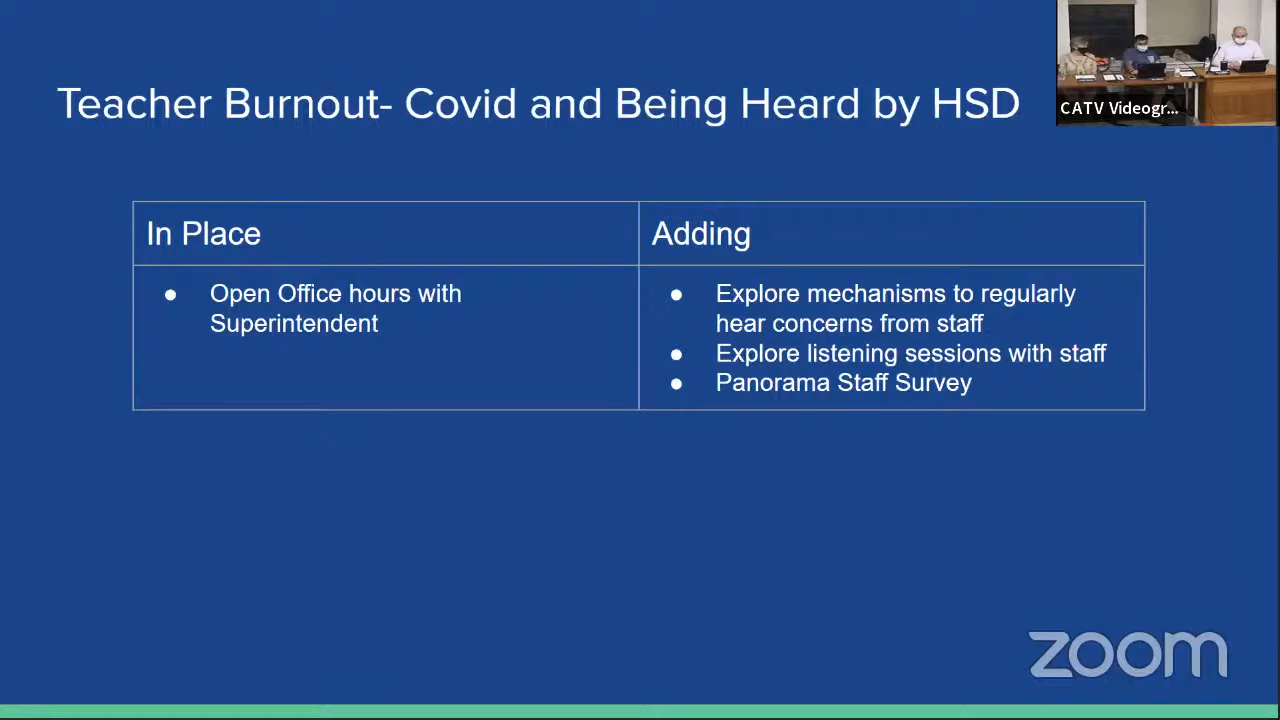 Teacher Burnout- Covid and Being Heard by HSD
CATV Videogr...
In Place
Adding
● Open Office hours with
Superintendent
● Explore mechanisms to regularly
hear concerns from staff
● Explore listening sessions with staff
● Panorama Staff Survey
zoom